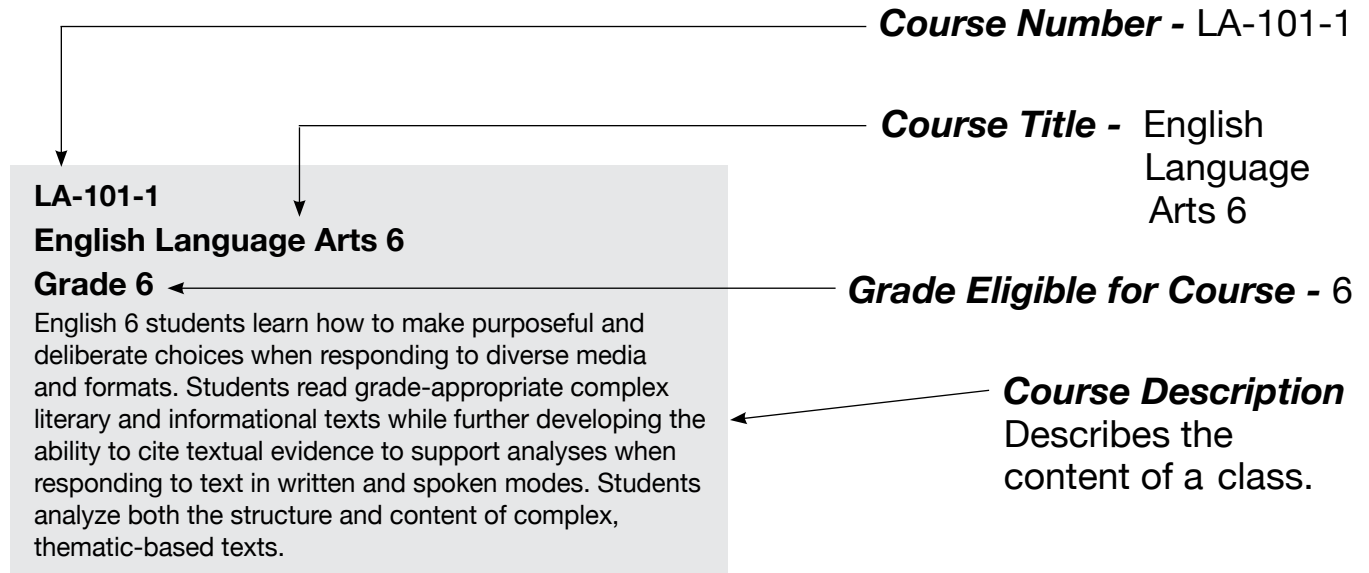 Course Number - LA-101-1
Course Title - English
Language
Arts 6
LA-101-1
English Language Arts 6
Grade 6
Grade Eligible for Course - 6
English 6 students learn how to make purposeful and
deliberate choices when responding to diverse media
and formats. Students read grade-appropriate complex
literary and informational texts while further developing the
ability to cite textual evidence to support analyses when
responding to text in written and spoken modes. Students
analyze both the structure and content of complex,
thematic-based texts.
Course Description
Describes the
content of a class.